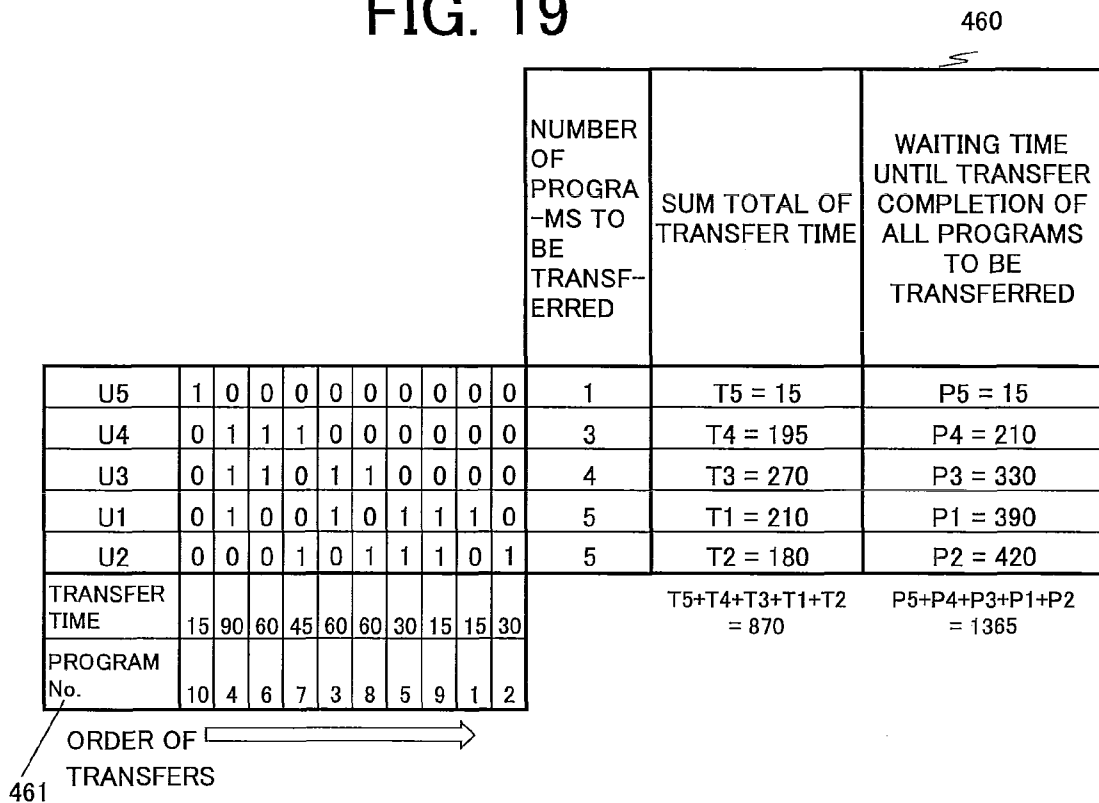 FIG. 19
460
NUMBER
OF
PROGRA
-MS TO
BE
TRANSF-
ERRED
SUM TOTAL OF
TRANSFER TIME
WAITING TIME
UNTIL TRANSFER
COMPLETION OF
ALL PROGRAMS
TO BE
TRANSFERRED
U5 1 0 0 0 0 0 0 0 0 0 1 T5 = 15 P5 = 15
U4 0 1 1 1 0 0 0 0 0 0 3 T4 = 195 P4 = 210
U3 0 1 1 0 1 1 0 0 0 0 4 T3 = 270 P3 = 330
U1 0 1 0 0 1 0 1 1 1 0 5 T1 = 210 P1 = 390
U2 0 0 0 1 0 1 1 1 0 1 5 T2 = 180 P2 = 420
TRANSFER
TIME 15 90 60 45 60 60 30 15 15 30
T5+T4+T3+T1+T2
= 870
P5+P4+P3+P1+P2
= 1365
PROGRAM
No. 10 4 6 7 3 8 5 9 1 2
ORDER OF
TRANSFERS
461